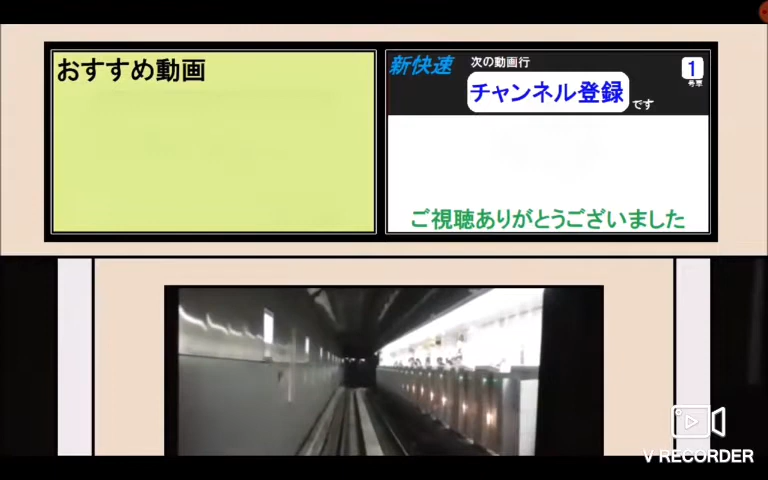 おすすめ動画
新快速
次の動画行
チャンネル登録
です
1
号車
ご視聴ありがとうございました
V RECORDER